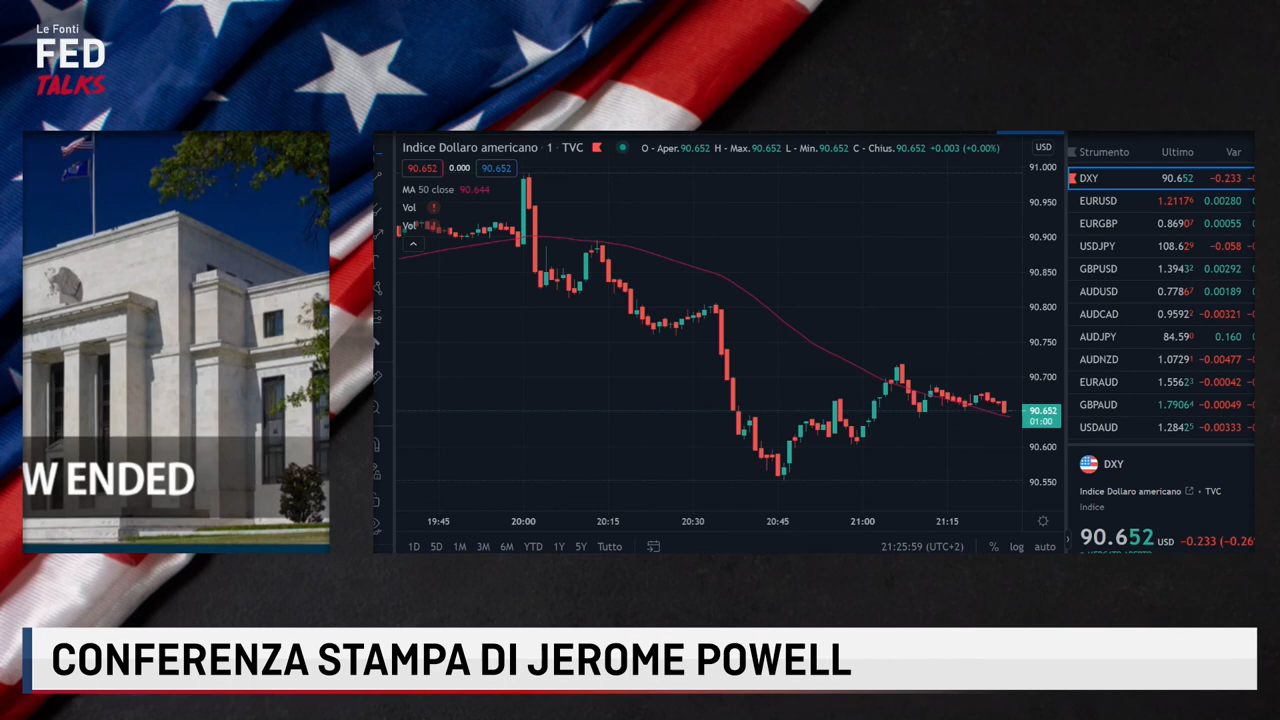 Le Fonti
FED
TALKS
W ENDED
Indice Dollaro americano · 1 · TVC
O - Aper.90.652 H - Max.90.652 L - Min.90.652 C - Chius.90.652 +0.003 (+0.00%)
USD
90.652 0.000 90.652
MA 50 close 90.644
Vol
Vol
91.000
90.950
90.900
90.850
90.800
90.750
90.700
90.652
01:00
90.600
90.550
19:45 20:00 20:15 20:30 20:45 21:00 21:15
1D 5D 1M 3M 6M YTD 1Y 5Y Tutto
21:25:59 (UTC+2) % log auto
Strumento Ultimo Var
DXY 90.652 −0.233
EURUSD 1.21176 0.00280
EURGBP 0.86907 0.00055
USDJPY 108.629 −0.058
GBPUSD 1.39432 0.00292
AUDUSD 0.77867 0.00189
AUDCAD 0.95922 −0.00321
AUDJPY 84.590 0.160
AUDNZD 1.07291 −0.00477
EURAUD 1.55623 −0.00042
GBPAUD 1.79064 −0.00049
USDAUD 1.28425 −0.00333
DXY
Indice Dollaro americano · TVC
Indice
90.652 USD −0.233 (−0.26
CONFERENZA STAMPA DI JEROME POWELL